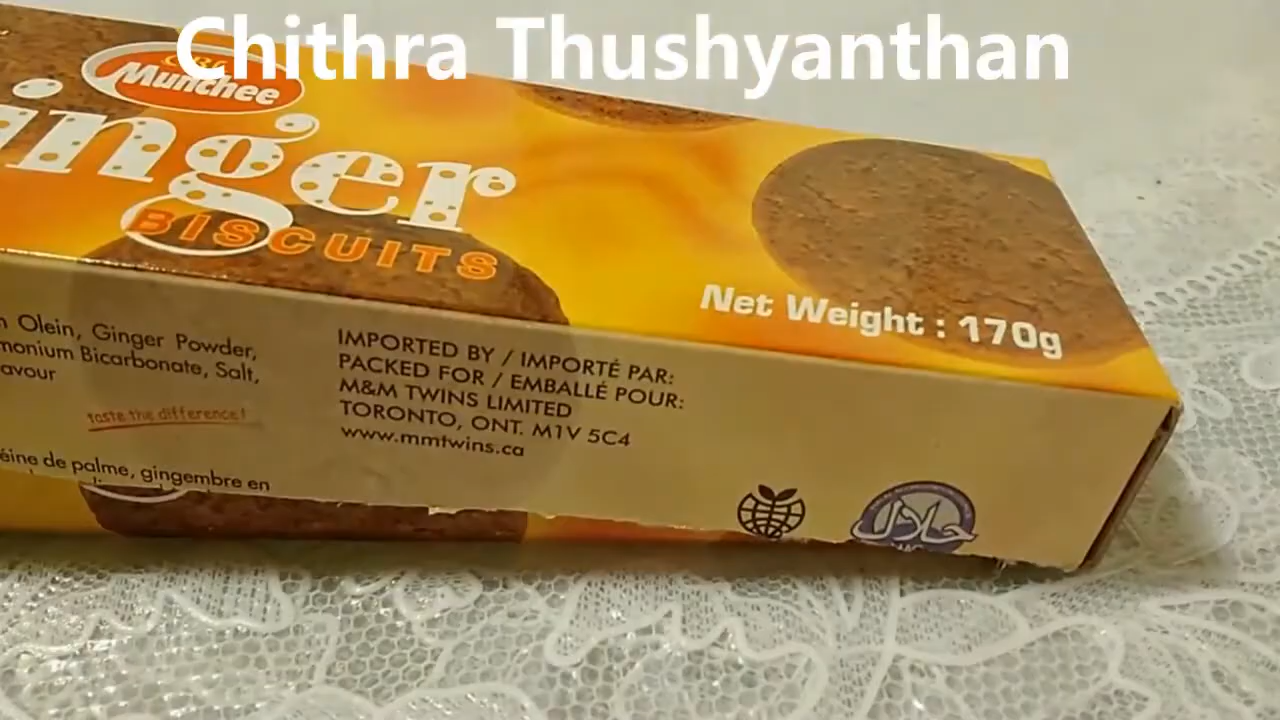 Chithra Thushyanthan
Munchee
inger
BISCUITS
Net Weight : 170g
Olein, Ginger Powder,
monium Bicarbonate, Salt,
avour
taste the difference!
éine de palme, gingembre en
IMPORTED BY / IMPORTÉ PAR:
PACKED FOR / EMBALLÉ POUR:
M&M TWINS LIMITED
TORONTO, ONT. M1V 5C4
www.mmtwins.ca
حلال